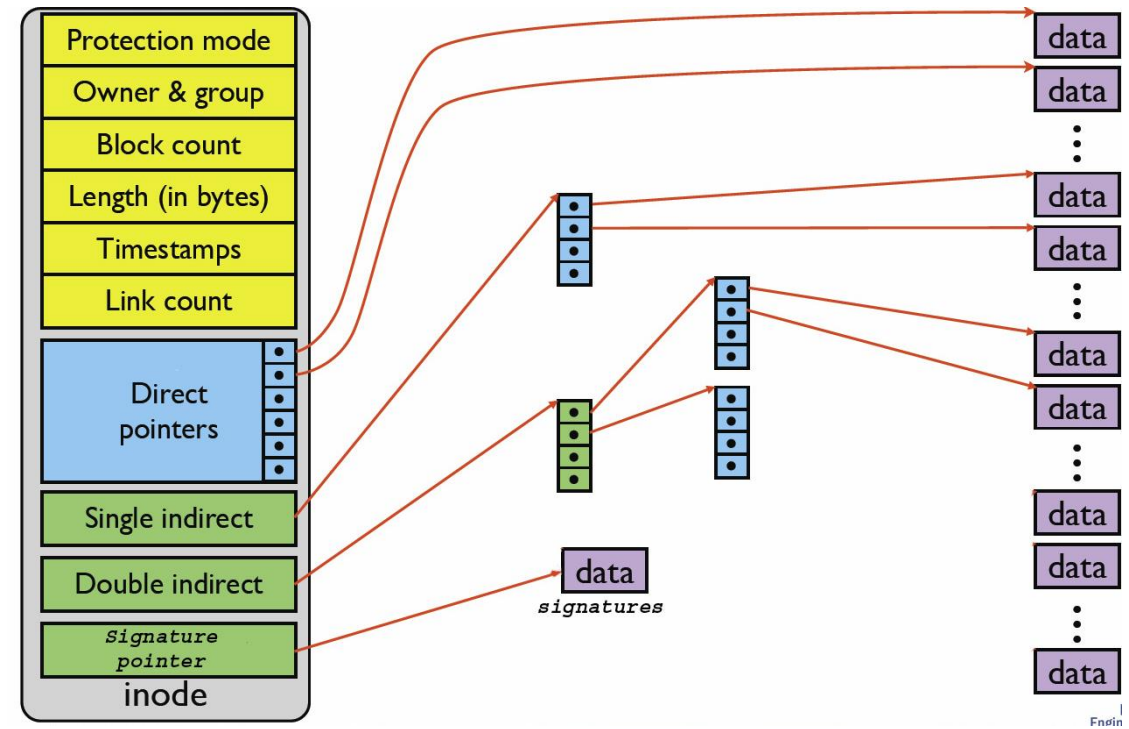 Protection mode
Owner & group
Block count
Length (in bytes)
Timestamps
Link count
Direct
pointers
Single indirect
Double indirect
Signature
pointer
inode
data
signatures
data
data
data
data
data
data
data
data
data
Engin